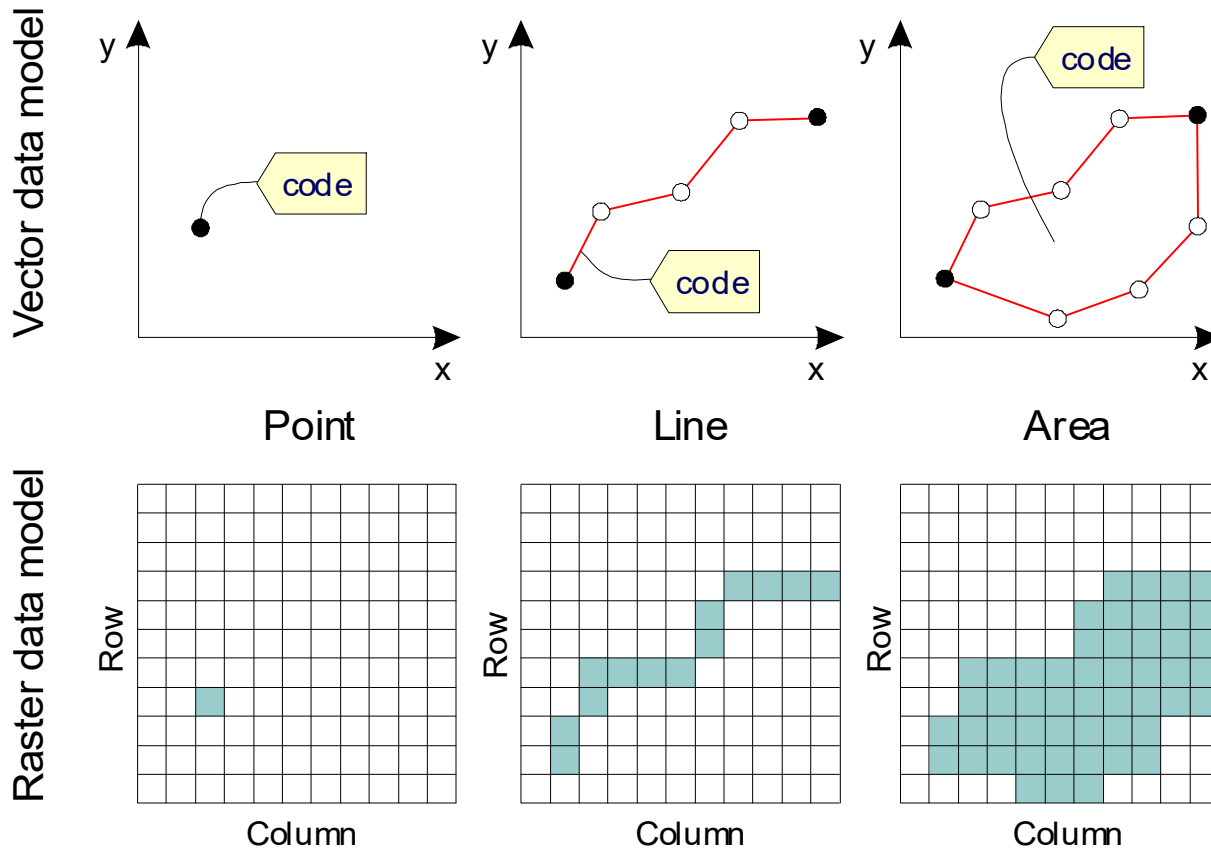 Vector data model
y
code
x
y
code
x
y
code
x
Point
Line
Area
Raster data model
Row
Column
Row
Column
Row
Column